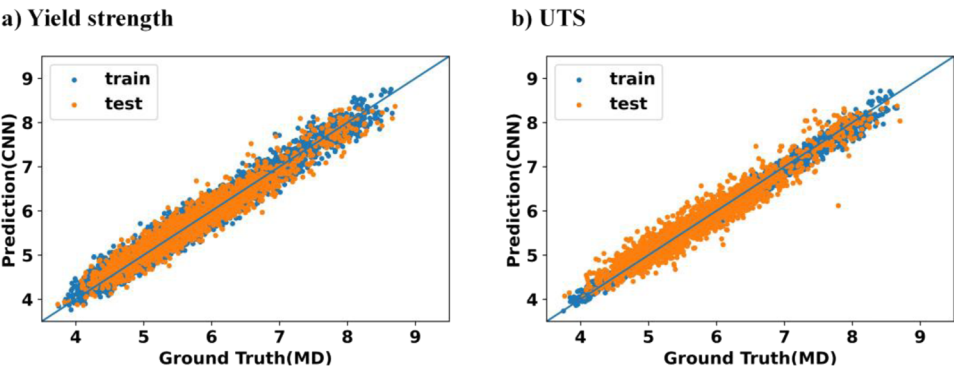 a) Yield strength
b) UTS
train
test
9
8
7
6
5
4
Prediction(CNN)
4 5 6 7 8 9
Ground Truth(MD)
train
test
9
8
7
6
5
4
Prediction(CNN)
4 5 6 7 8 9
Ground Truth(MD)